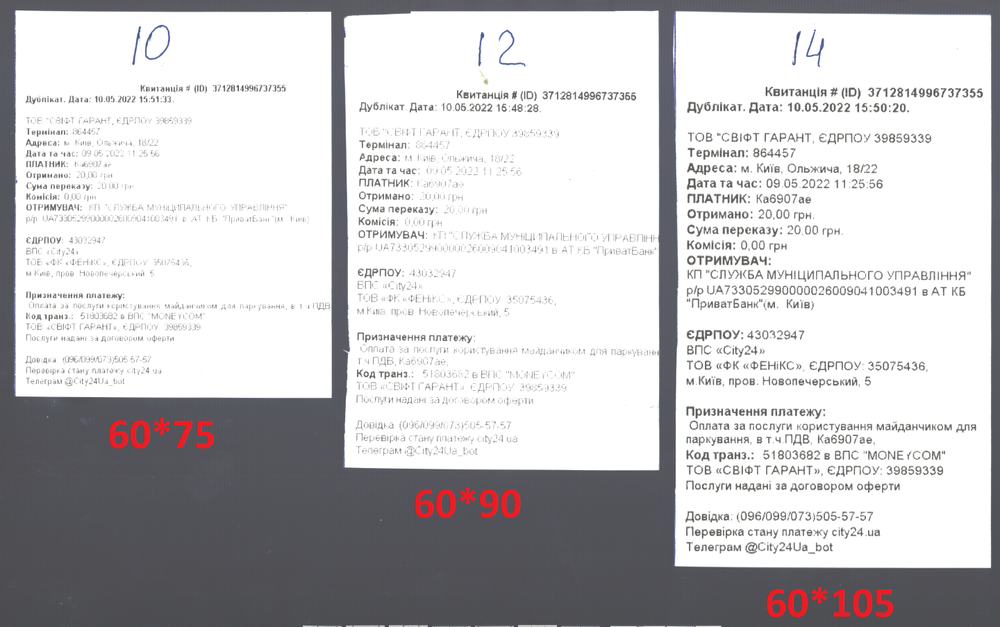 10
Квитанція # (ID) 3712814996737355
Дублікат. Дата: 10.05.2022 15:51:33.
ТОВ "СВІФТ ГАРАНТ, ЄДРПОУ 39859339
Термінал: 864457
Адреса: м. Київ, Ольжича, 18/22
Дата та час: 09.05.2022 11:25:56
ПЛАТНИК: Ка6907ае
Отримано: 20,00 грн
Сума переказу: 20,00 грн
Комісія: 0,00 грн
ОТРИМУВАЧ: КП "СЛУЖБА МУНІЦИПАЛЬНОГО УПРАВЛІННЯ"
р/р UA733052990000026009041003491 в АТ КБ "ПриватБанк"(м. Київ)
ЄДРПОУ: 43032947
ВПС «City24»
ТОВ «ФК «ФЕНіКС», ЄДРПОУ: 35075436,
м.Київ, пров. Новопечерський, 5
Призначення платежу:
Оплата за послуги користування майданчиком для паркування, в т.ч.ПДВ
Код транз.: 51803682 в ВПС "MONEYCOM"
ТОВ «СВІФТ ГАРАНТ», ЄДРПОУ: 39859339
Послуги надані за договором оферти
Довідка: (096/099/073)505-57-57
Перевірка стану платежу city24.ua
Телеграм @City24Ua_bot
60*75
12
Квитанція # (ID) 3712814996737355
Дублікат. Дата: 10.05.2022 15:48:28.
ТОВ "СВІФТ ГАРАНТ, ЄДРПОУ 39859339
Термінал: 864457
Адреса: м. Київ, Ольжича, 18/22
Дата та час: 09.05.2022 11:25:56
ПЛАТНИК: Ка6907ае
Отримано: 20,00 грн.
Сума переказу: 20,00 грн.
Комісія: 0,00 грн
ОТРИМУВАЧ: КП "СЛУЖБА МУНІЦИПАЛЬНОГО УПРАВЛІНН
р/р UA733052990000026009041003491 в АТ КБ "ПриватБанк"
ЄДРПОУ: 43032947
ВПС «City24»
ТОВ «ФК «ФЕНіКС», ЄДРПОУ: 35075436,
м.Київ, пров. Новопечерський, 5
Призначення платежу:
Оплата за послуги користування майданчиком для паркуванн
т.ч.ПДВ, Ка6907ае,
Код транз.: 51803682 в ВПС "MONEYCOM"
ТОВ «СВІФТ ГАРАНТ», ЄДРПОУ: 39859339
Послуги надані за договором оферти
Довідка: (096/099/073)505-57-57
Перевірка стану платежу city24.ua
Телеграм @City24Ua_bot
60*90
14
Квитанція # (ID) 3712814996737355
Дублікат. Дата: 10.05.2022 15:50:20.
ТОВ "СВІФТ ГАРАНТ, ЄДРПОУ 39859339
Термінал: 864457
Адреса: м. Київ, Ольжича, 18/22
Дата та час: 09.05.2022 11:25:56
ПЛАТНИК: Ка6907ае
Отримано: 20,00 грн.
Сума переказу: 20,00 грн.
Комісія: 0,00 грн
ОТРИМУВАЧ:
КП "СЛУЖБА МУНІЦИПАЛЬНОГО УПРАВЛІННЯ"
р/р UA733052990000026009041003491 в АТ КБ
"ПриватБанк"(м. Київ)
ЄДРПОУ: 43032947
ВПС «City24»
ТОВ «ФК «ФЕНіКС», ЄДРПОУ: 35075436,
м.Київ, пров. Новопечерський, 5
Призначення платежу:
Оплата за послуги користування майданчиком для
паркування, в т.ч.ПДВ, Ка6907ае,
Код транз.: 51803682 в ВПС "MONEYCOM"
ТОВ «СВІФТ ГАРАНТ», ЄДРПОУ: 39859339
Послуги надані за договором оферти
Довідка: (096/099/073)505-57-57
Перевірка стану платежу city24.ua
Телеграм @City24Ua_bot
60*105